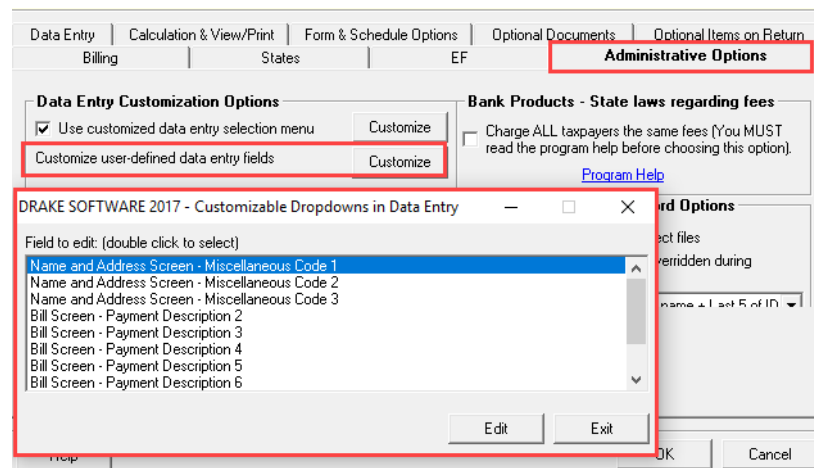 Data Entry Calculation & View/Print Form & Schedule Options Optional Documents Optional Items on Return
Billing States EF Administrative Options
Data Entry Customization Options
Use customized data entry selection menu Customize
Customize user-defined data entry fields Customize
Bank Products - State laws regarding fees
Charge ALL taxpayers the same fees (You MUST
read the program help before choosing this option).
Program Help
DRAKE SOFTWARE 2017 - Customizable Dropdowns in Data Entry
Field to edit: (double click to select)
Name and Address Screen - Miscellaneous Code 1
Name and Address Screen - Miscellaneous Code 2
Name and Address Screen - Miscellaneous Code 3
Bill Screen - Payment Description 2
Bill Screen - Payment Description 3
Bill Screen - Payment Description 4
Bill Screen - Payment Description 5
Bill Screen - Payment Description 6
Edit Exit
Options
files
during
name + Last 5 of ID
Help OK Cancel